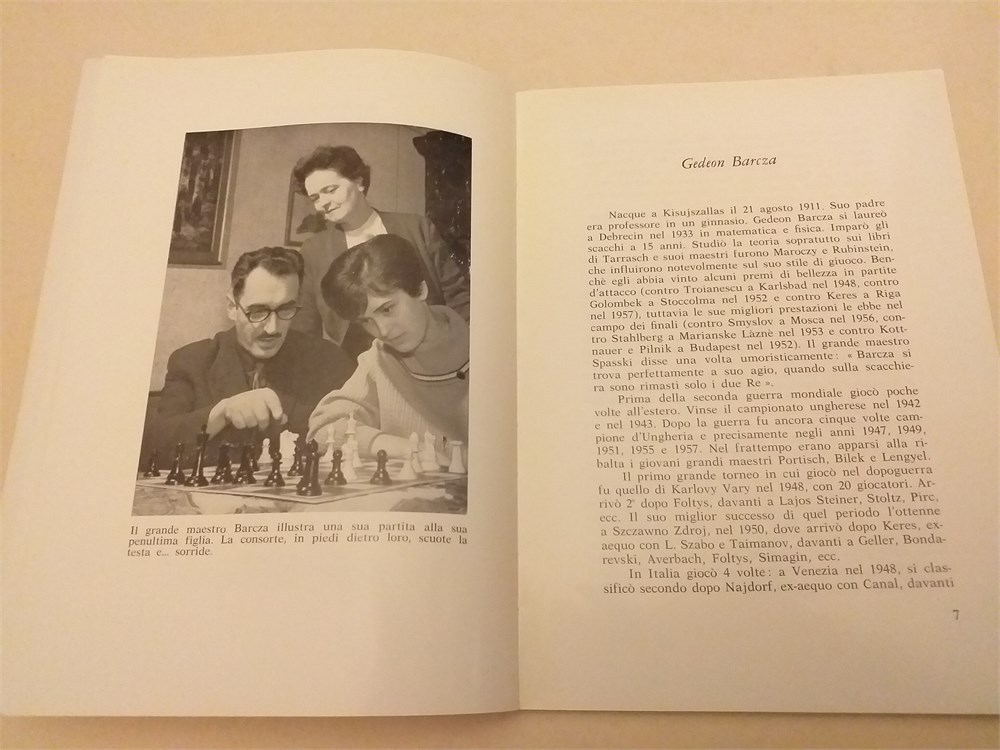 Il grande maestro Barcza illustra una sua partita alla sua
penultima figlia. La consorte, in piedi dietro loro, scuote la
testa e... sorride.
Gedeon Barcza
Nacque a Kisujszallas il 21 agosto 1911. Suo padre
era professore in un ginnasio. Gedeon Barcza si laureò
a Debrecin nel 1933 in matematica e fisica. Imparò gli
scacchi a 15 anni. Studiò la teoria sopratutto sui libri
di Tarrasch e suoi maestri furono Maroczy e Rubinstein,
che influirono notevolmente sul suo stile di giuoco. Ben-
chè egli abbia vinto alcuni premi di bellezza in partite
d'attacco (contro Troianescu a Karlsbad nel 1948, contro
Golombek a Stoccolma nel 1952 e contro Keres a Riga
nel 1957), tuttavia le sue migliori prestazioni le ebbe nel
campo dei finali (contro Smyslov a Mosca nel 1956, con-
tro Stahlberg a Marianske Làznè nel 1953 e contro Kott-
nauer e Pilnik a Budapest nel 1952). Il grande maestro
Spasski disse una volta umoristicamente: « Barcza si
trova perfettamente a suo agio, quando sulla scacchie-
ra sono rimasti solo i due Re ».
Prima della seconda guerra mondiale giocò poche
volte all'estero. Vinse il campionato ungherese nel 1942
e nel 1943. Dopo la guerra fu ancora cinque volte cam-
pione d'Ungheria e precisamente negli anni 1947, 1949,
1951, 1955 e 1957. Nel frattempo erano apparsi alla ri-
balta i giovani grandi maestri Portisch, Bilek e Lengyel.
Il primo grande torneo in cui giocò nel dopoguerra
fu quello di Karlovy Vary nel 1948, con 20 giocatori. Ar-
rivò 2º dopo Foltys, davanti a Lajos Steiner, Stoltz, Pirc,
ecc. Il suo miglior successo di quel periodo l'ottenne
a Szczawno Zdroj, nel 1950, dove arrivò dopo Keres, ex-
aequo con L. Szabo e Taimanov, davanti a Geller, Bonda-
revski, Averbach, Foltys, Simagin, ecc.
In Italia giocò 4 volte: a Venezia nel 1948, si clas-
sificò secondo dopo Najdorf, ex-aequo con Canal, davanti
7